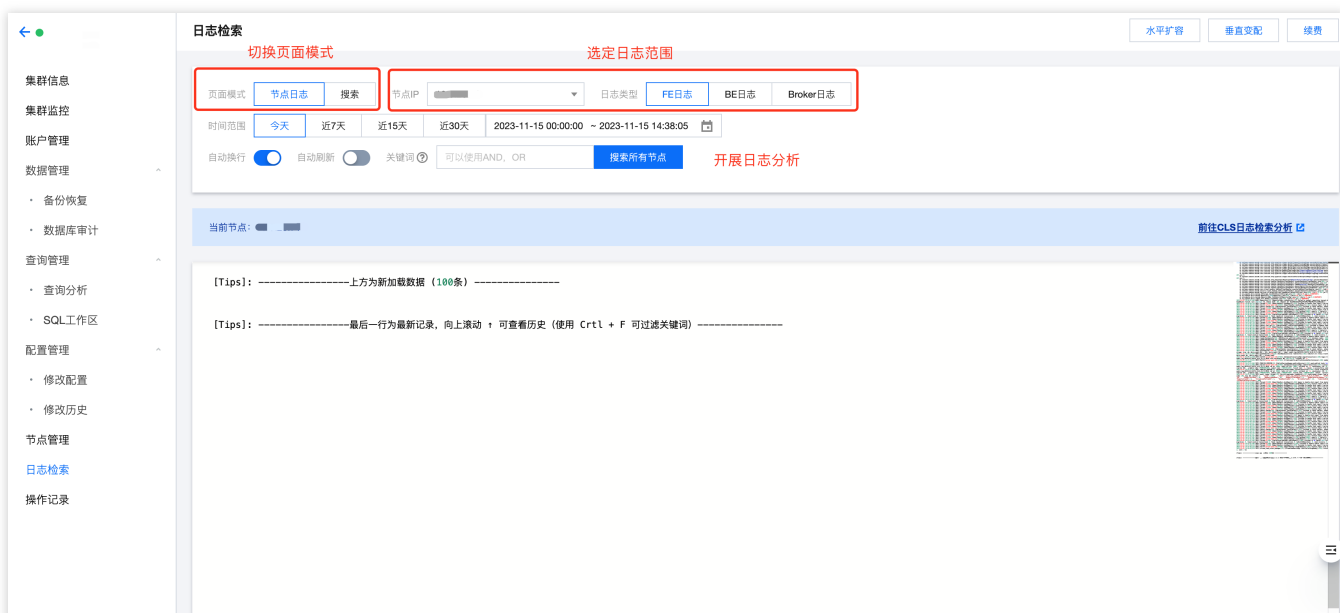 日志检索
水平扩容 垂直变配 续费
切换页面模式 选定日志范围
页面模式 节点日志 搜索 节点IP 日志类型 FE日志 BE日志 Broker日志
时间范围 今天 近7天 近15天 近30天 2023-11-15 00:00:00 ~ 2023-11-15 14:38:05
自动换行 自动刷新 关键词 可以使用AND、OR 搜索所有节点 开展日志分析
当前节点: 前往CLS日志检索分析
[Tips]: ----------------上方为新加载数据 (100条) ---------------
[Tips]: ----------------最后一行为最新记录, 向上滚动 ↑ 可查看历史 (使用 Crtl + F 可过滤关键词) ---------------
集群信息
集群监控
账户管理
数据管理
· 备份恢复
· 数据库审计
查询管理
· 查询分析
· SQL工作区
配置管理
· 修改配置
· 修改历史
节点管理
日志检索
操作记录